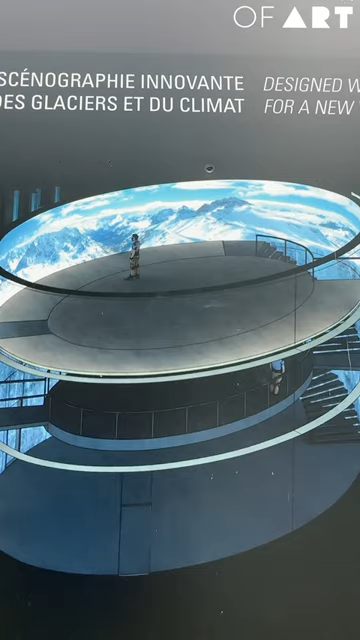 OF ART
SCÉNOGRAPHIE INNOVANTE
DES GLACIERS ET DU CLIMAT
DESIGNED W
FOR A NEW